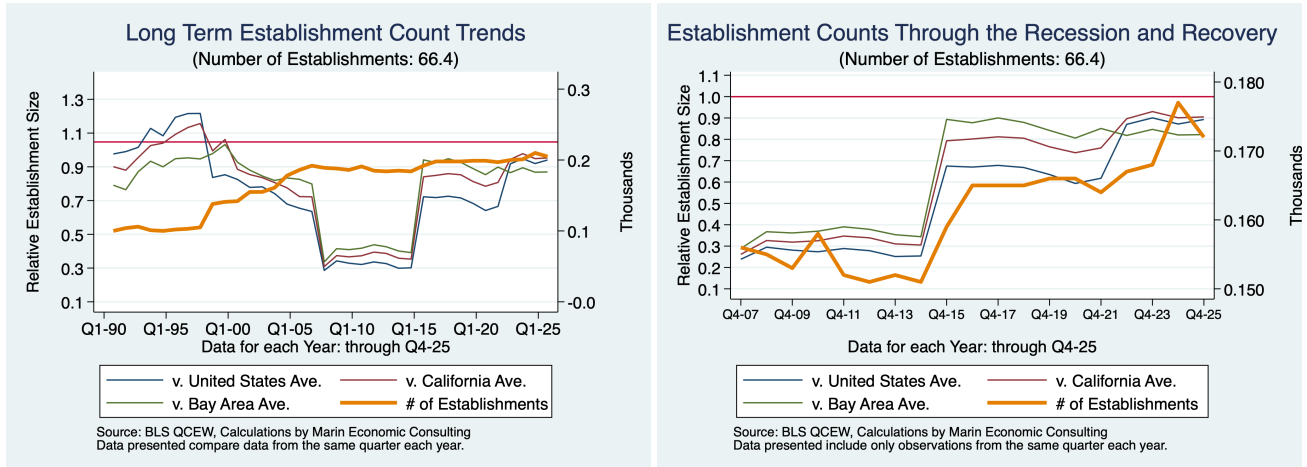 Long Term Establishment Count Trends
(Number of Establishments: 66.4)
Relative Establishment Size
1.3
1.1
0.9
0.7
0.5
0.3
0.1
0.3
0.2
0.1
-0.0
Thousands
Q1-90 Q1-95 Q1-00 Q1-05 Q1-10 Q1-15 Q1-20 Q1-25
Data for each Year: through Q4-25
v. United States Ave. v. California Ave.
v. Bay Area Ave. # of Establishments
Source: BLS QCEW, Calculations by Marin Economic Consulting
Data presented compare data from the same quarter each year.
Establishment Counts Through the Recession and Recovery
(Number of Establishments: 66.4)
Relative Establishment Size
1.1
1.0
0.9
0.8
0.7
0.6
0.5
0.4
0.3
0.2
0.1
0.180
0.170
0.160
0.150
Thousands
Q4-07 Q4-09 Q4-11 Q4-13 Q4-15 Q4-17 Q4-19 Q4-21 Q4-23 Q4-25
Data for each Year: through Q4-25
v. United States Ave. v. California Ave.
v. Bay Area Ave. # of Establishments
Source: BLS QCEW, Calculations by Marin Economic Consulting
Data presented include only observations from the same quarter each year.